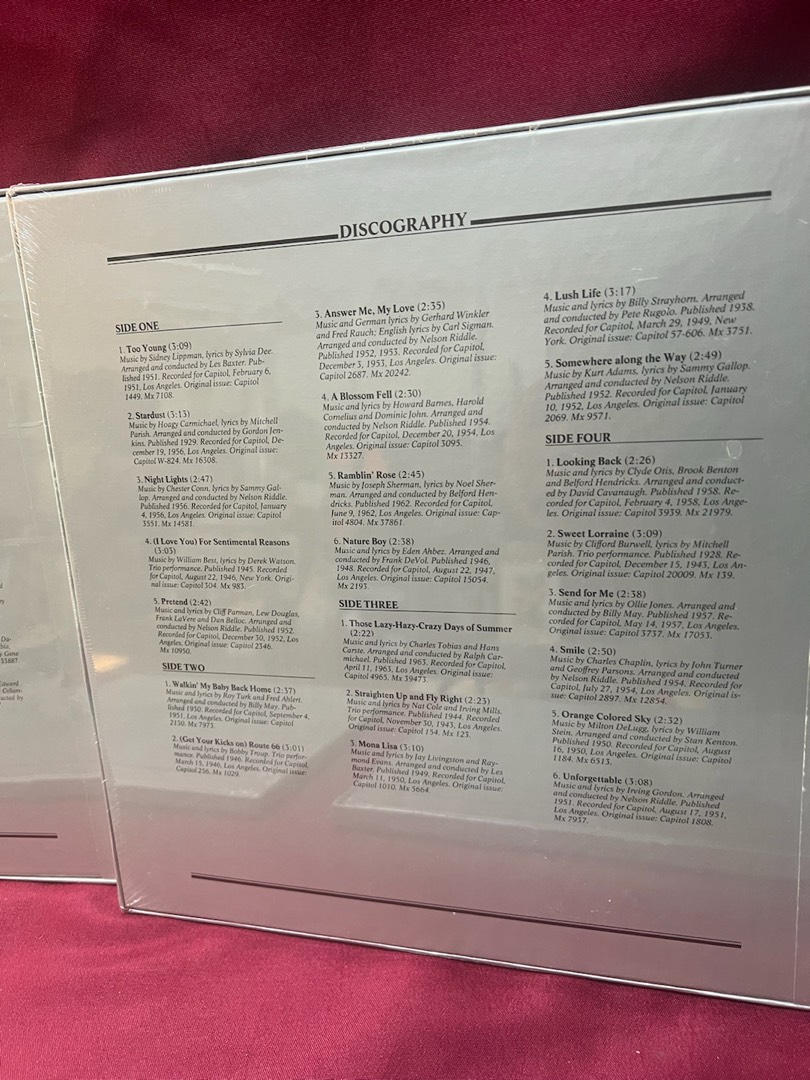 DISCOGRAPHY
SIDE ONE
1. Too Young (3:09)
Music by Sidney Lippman, lyrics by Sylvia Dee.
Arranged and conducted by Les Baxter. Pub-
lished 1951. Recorded for Capitol, February 6,
1951, Los Angeles. Original issue: Capitol
1449. Mx 7108.
2. Stardust (3:13)
Music by Hoagy Carmichael, lyrics by Mitchell
Parish. Arranged and conducted by Gordon Jen-
kins. Published 1929. Recorded for Capitol, De-
cember 19, 1956, Los Angeles. Original issue:
Capitol W-824. Mx 16308.
3. Night Lights (2:47)
Music by Chester Conn, lyrics by Sammy Gal-
lop. Arranged and conducted by Nelson Riddle.
Published 1956. Recorded for Capitol, January
4, 1956, Los Angeles. Original issue: Capitol
3551. Mx 14581.
4. (I Love You) For Sentimental Reasons
(3:03)
Music by William Best, lyrics by Derek Watson.
Trio performance. Published 1945. Recorded
for Capitol, August 22, 1946, New York. Origi-
nal issue: Capitol 304. Mx 983.
5. Pretend (2:42)
Music by Cliff Parman, Lew Douglas,
Frank LaVere and Dan Belloc. Arranged and
conducted by Nelson Riddle. Published 1952.
Recorded for Capitol, December 30, 1952, Los
Angeles. Original issue: Capitol 2346.
Mx 10950.
SIDE TWO
1. Walkin' My Baby Back Home (2:37)
Music and lyrics by Roy Turk and Fred Ahlert.
Arranged and conducted by Billy May. Pub-
lished 1930. Recorded for Capitol, September 4,
1951, Los Angeles. Original issue: Capitol
2130. Mx 7973.
2. (Get Your Kicks on) Route 66 (3:01)
Music and lyrics by Bobby Troup. Trio perfor-
mance. Published 1946. Recorded for Capitol,
March 15, 1946, Los Angeles. Original issue:
Capitol 256. Mx 1029.
3. Answer Me, My Love (2:35)
Music and German lyrics by Gerhard Winkler
and Fred Rauch; English lyrics by Carl Sigman.
Arranged and conducted by Nelson Riddle.
Published 1952, 1953. Recorded for Capitol,
December 3, 1953, Los Angeles. Original issue:
Capitol 2687. Mx 20242.
4. A Blossom Fell (2:30)
Music and lyrics by Howard Barnes, Harold
Cornelius and Dominic John. Arranged and
conducted by Nelson Riddle. Published 1954.
Recorded for Capitol, December 20, 1954, Los
Angeles. Original issue: Capitol 3095.
Mx 13327.
5. Ramblin' Rose (2:45)
Music by Joseph Sherman, lyrics by Noel Sher-
man. Arranged and conducted by Belford Hen-
dricks. Published 1962. Recorded for Capitol,
June 9, 1962, Los Angeles. Original issue: Cap-
itol 4804. Mx 37861.
6. Nature Boy (2:38)
Music and lyrics by Eden Ahbez. Arranged and
conducted by Frank DeVol. Published 1946,
1948. Recorded for Capitol, August 22, 1947,
Los Angeles. Original issue: Capitol 15054.
Mx 2193.
SIDE THREE
1. Those Lazy-Hazy-Crazy Days of Summer
(2:22)
Music and lyrics by Charles Tobias and Hans
Carste. Arranged and conducted by Ralph Car-
michael. Published 1963. Recorded for Capitol,
April 11, 1963, Los Angeles. Original issue:
Capitol 4965. Mx 39473.
2. Straighten Up and Fly Right (2:23)
Music and lyrics by Nat Cole and Irving Mills.
Trio performance. Published 1944. Recorded
for Capitol, November 30, 1943, Los Angeles.
Original issue: Capitol 154. Mx 123.
3. Mona Lisa (3:10)
Music and lyrics by Jay Livingston and Ray-
mond Evans. Arranged and conducted by Les
Baxter. Published 1949. Recorded for Capitol,
March 11, 1950, Los Angeles. Original issue:
Capitol 1010. Mx 5664.
4. Lush Life (3:17)
Music and lyrics by Billy Strayhorn. Arranged
and conducted by Pete Rugolo. Published 1938.
Recorded for Capitol, March 29, 1949, New
York. Original issue: Capitol 57-606. Mx 3751.
5. Somewhere along the Way (2:49)
Music by Kurt Adams, lyrics by Sammy Gallop.
Arranged and conducted by Nelson Riddle.
Published 1952. Recorded for Capitol, January
10, 1952, Los Angeles. Original issue: Capitol
2069. Mx 9571.
SIDE FOUR
1. Looking Back (2:26)
Music and lyrics by Clyde Otis, Brook Benton
and Belford Hendricks. Arranged and conduct-
ed by David Cavanaugh. Published 1958. Re-
corded for Capitol, February 4, 1958, Los Ange-
les. Original issue: Capitol 3939. Mx 21979.
2. Sweet Lorraine (3:09)
Music by Clifford Burwell, lyrics by Mitchell
Parish. Trio performance. Published 1928. Re-
corded for Capitol, December 15, 1943, Los An-
geles. Original issue: Capitol 20009. Mx 139.
3. Send for Me (2:38)
Music and lyrics by Ollie Jones. Arranged and
conducted by Billy May. Published 1957. Re-
corded for Capitol, May 14, 1957, Los Angeles.
Original issue: Capitol 3737. Mx 17053.
4. Smile (2:50)
Music by Charles Chaplin, lyrics by John Turner
and Geoffrey Parsons. Arranged and conducted
by Nelson Riddle. Published 1954. Recorded for
Capitol, July 27, 1954, Los Angeles. Original is-
sue: Capitol 2897. Mx 12854.
5. Orange Colored Sky (2:32)
Music by Milton DeLugg, lyrics by William
Stein. Arranged and conducted by Stan Kenton.
Published 1950. Recorded for Capitol, August
16, 1950, Los Angeles. Original issue: Capitol
1184. Mx 6513.
6. Unforgettable (3:08)
Music and lyrics by Irving Gordon. Arranged
and conducted by Nelson Riddle. Published
1951. Recorded for Capitol, August 17, 1951,
Los Angeles. Original issue: Capitol 1808.
Mx 7937.